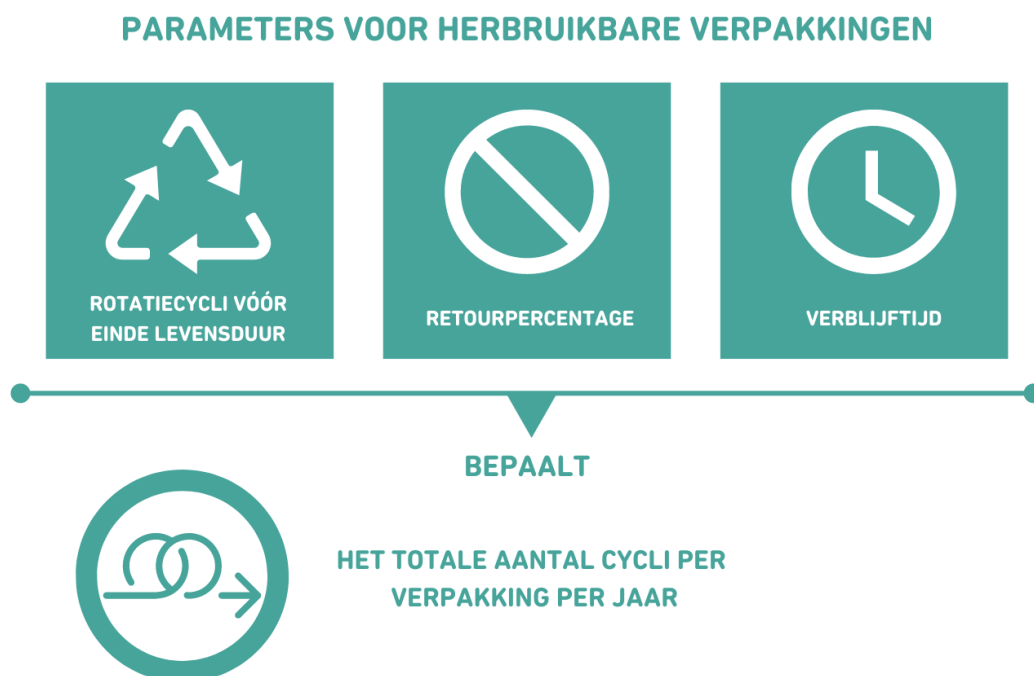 PARAMETERS VOOR HERBRUIKBARE VERPAKKINGEN
ROTATIECYCLI VÓÓR
EINDE LEVENSDUUR
RETOURPERCENTAGE
VERBLIJFTIJD
BEPAALT
HET TOTALE AANTAL CYCLI PER
VERPAKKING PER JAAR